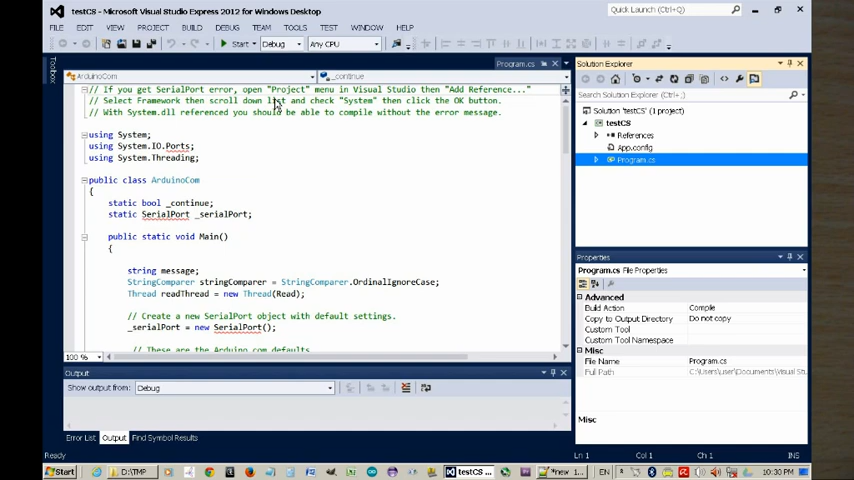 testCS - Microsoft Visual Studio Express 2012 for Windows Desktop
Quick Launch (Ctrl+Q)
FILE EDIT VIEW PROJECT BUILD DEBUG TEAM TOOLS TEST WINDOW HELP
Start Debug Any CPU
Toolbox
Program.cs
ArduinoCom
_continue
// If you get SerialPort error, open "Project" menu in Visual Studio then "Add Reference..."
// Select Framework then scroll down list and check "System" then click the OK button.
// With System.dll referenced you should be able to compile without the error message.
using System;
using System.IO.Ports;
using System.Threading;
public class ArduinoCom
{
static bool _continue;
static SerialPort _serialPort;
public static void Main()
{
string message;
StringComparer stringComparer = StringComparer.OrdinalIgnoreCase;
Thread readThread = new Thread(Read);
// Create a new SerialPort object with default settings.
_serialPort = new SerialPort();
// These are the Arduino com defaults
100 %
Output
Show output from: Debug
Error List Output Find Symbol Results
Solution Explorer
Search Solution Explorer (Ctrl+;)
Solution 'testCS' (1 project)
testCS
References
App.config
Program.cs
Properties
Program.cs File Properties
Advanced
Build Action Compile
Copy to Output Directory Do not copy
Custom Tool
Custom Tool Namespace
Misc
File Name Program.cs
Full Path C:\Users\user\Documents\Visual Stu
Misc
Ready
Ln 1 Col 1 Ch 1 INS
Start
D:\TMP
testCS ...
*new 1...
EN
10:30 PM